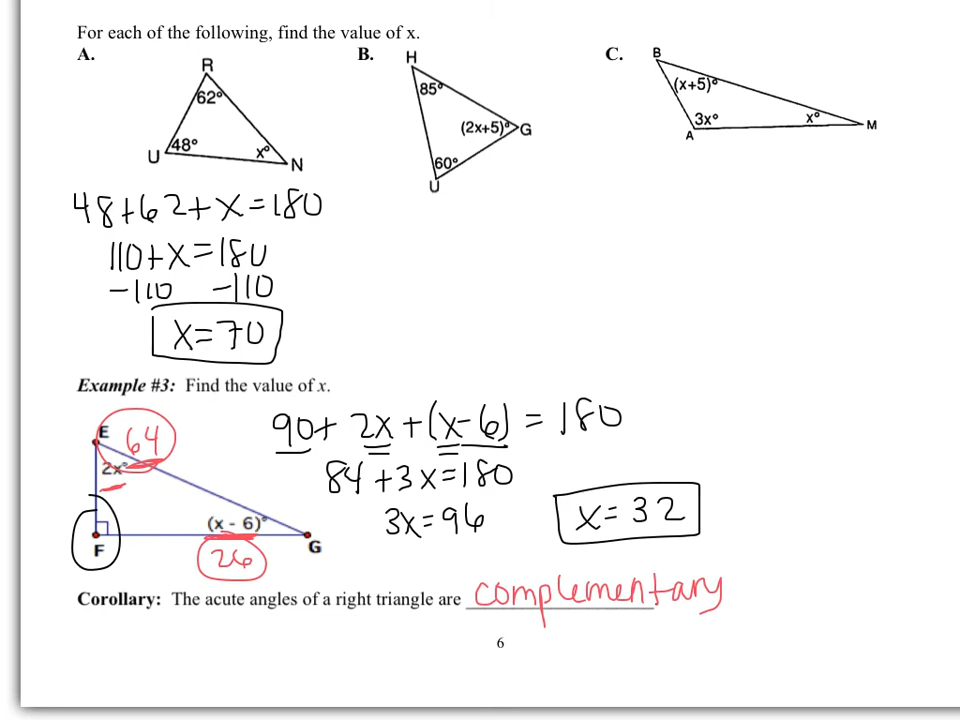 For each of the following, find the value of x.
A. B. C.
R
62°
U 48° x° N
H
85°
(2x+5)° G
60°
U
B
(x+5)°
3x° x° M
A
48+62+x=180
110+x=180
-110 -110
x=70
Example #3: Find the value of x.
E 64
2x°
(x - 6)°
F 26 G
90+ 2x +(x-6) = 180
84+3x=180
3x=96 x=32
Corollary: The acute angles of a right triangle are complementary
6